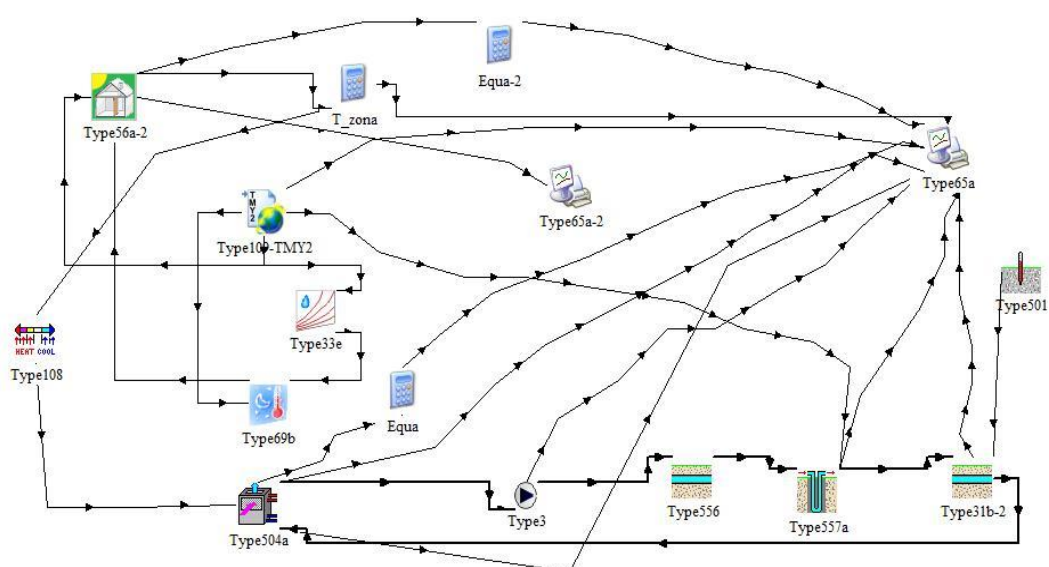 Equa-2
Type56a-2
T_zona
Type65a
Type65a-2
TMY2
Type109-TMY2
Type501
Type33e
HEAT COOL
Type108
Equa
Type69b
Type3
Type556
Type557a
Type31b-2
Type504a